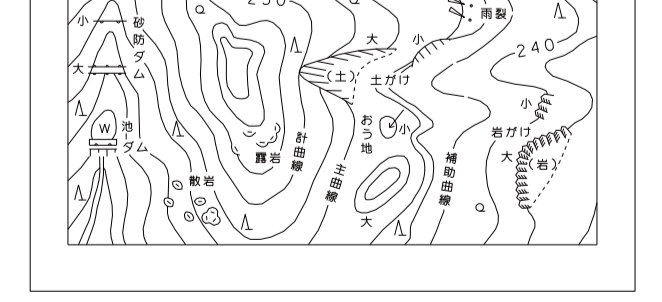 小
砂防ダム
大
W
池
ダム
散岩
露岩
計曲線
主曲線
大
小
(土)
土がけ
おう地
小
大
補助曲線
雨裂
240
小
岩がけ
大
(岩)